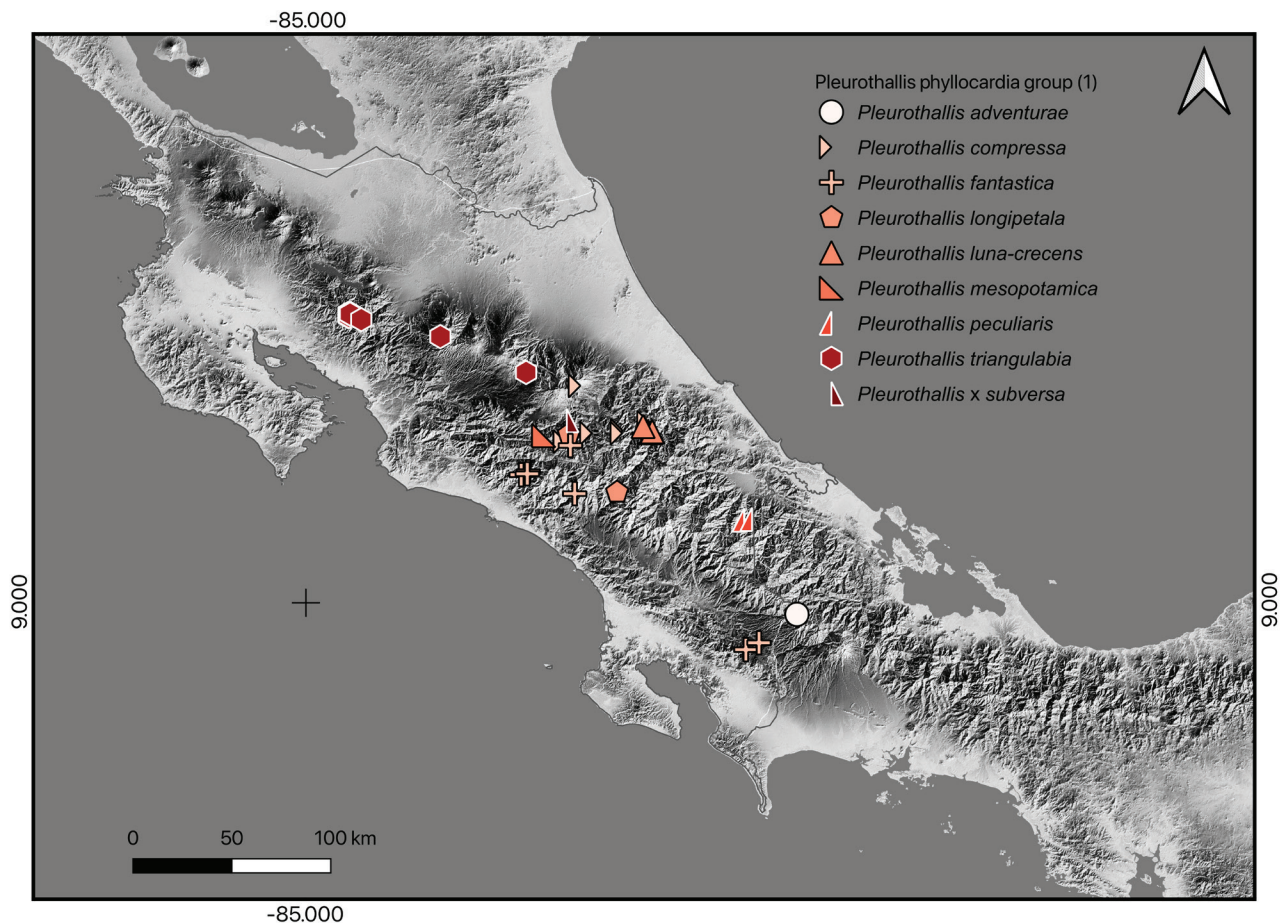 -85.000
Pleurothallis phyllocardia group (1)
Pleurothallis adventurae
Pleurothallis compressa
Pleurothallis fantastica
Pleurothallis longipetala
Pleurothallis luna-crecens
Pleurothallis mesopotamica
Pleurothallis peculiaris
Pleurothallis triangulabia
Pleurothallis x subversa
9.000
9.000
0 50 100 km
-85.000